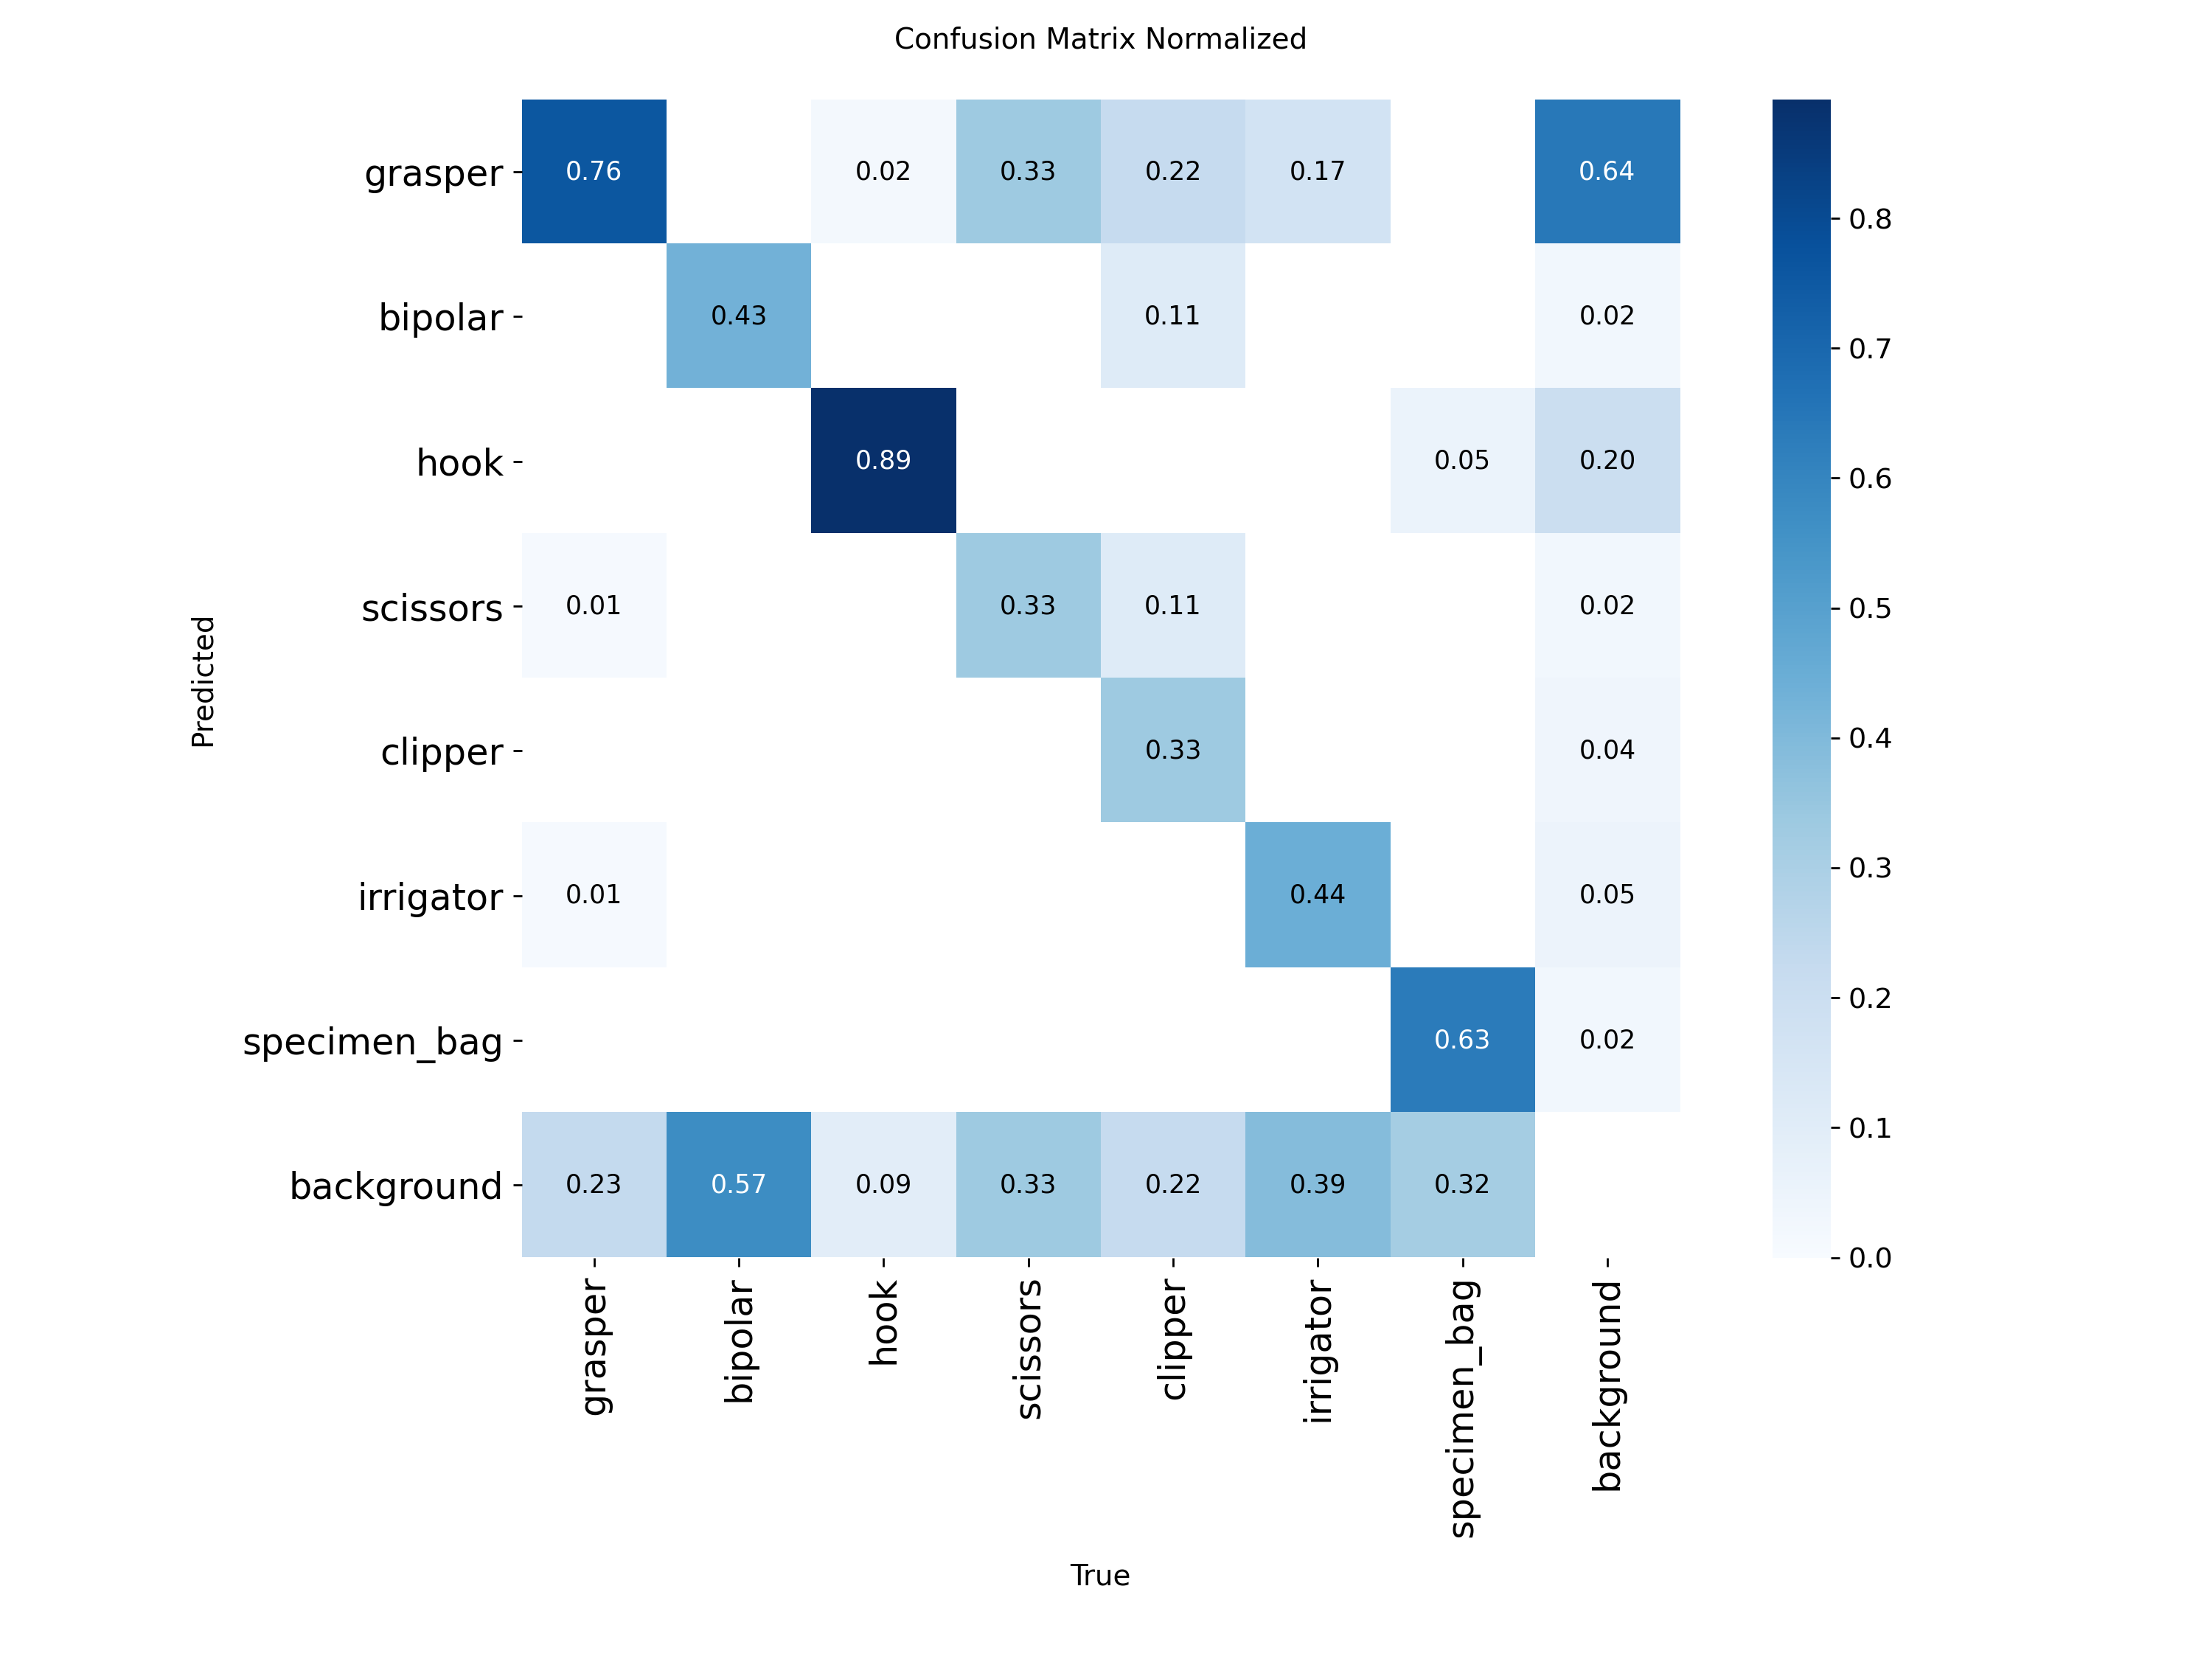 Confusion Matrix Normalized
grasper 0.76 0.02 0.33 0.22 0.17 0.64
bipolar 0.43 0.11 0.02
hook 0.89 0.05 0.20
scissors 0.01 0.33 0.11 0.02
clipper 0.33 0.04
irrigator 0.01 0.44 0.05
specimen_bag 0.63 0.02
background 0.23 0.57 0.09 0.33 0.22 0.39 0.32
Predicted
grasper bipolar hook scissors clipper irrigator specimen_bag background
True
0.8
0.7
0.6
0.5
0.4
0.3
0.2
0.1
0.0